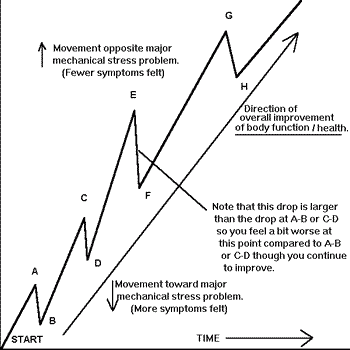 G
Movement opposite major
mechanical stress problem.
(Fewer symptoms felt)
H
E
Direction of
overall improvement
of body function / health.
F
C
Note that this drop is larger
than the drop at A-B or C-D
so you feel a bit worse at
this point compared to A-B
or C-D though you continue
to improve.
D
A
Movement toward major
mechanical stress problem.
(More symptoms felt)
B
START
TIME